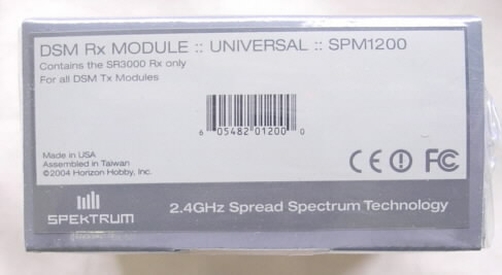 DSM Rx MODULE :: UNIVERSAL :: SPM1200
Contains the SR3000 Rx only
For all DSM Tx Modules
6 05482 01200 0
Made in USA
Assembled in Taiwan
©2004 Horizon Hobby, Inc.
CE FC
SPEKTRUM
2.4GHz Spread Spectrum Technology